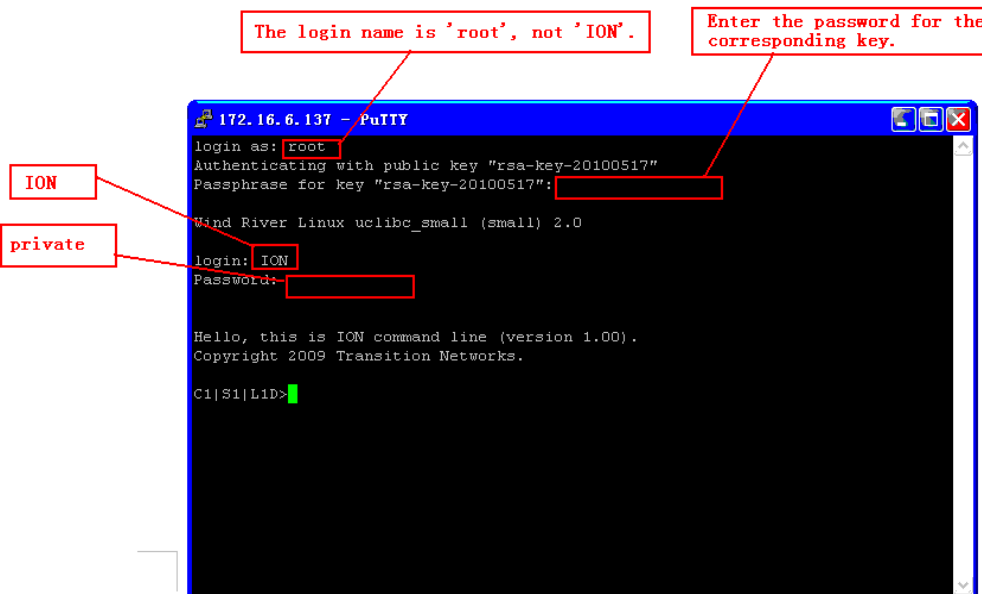 The login name is 'root', not 'ION'.
Enter the password for the
corresponding key.
172.16.6.137 - PuTTY
login as: root
Authenticating with public key "rsa-key-20100517"
Passphrase for key "rsa-key-20100517":
ION
Wind River Linux uclibc_small (small) 2.0
private
login: ION
Password:
Hello, this is ION command line (version 1.00).
Copyright 2009 Transition Networks.
C1|S1|L1D>